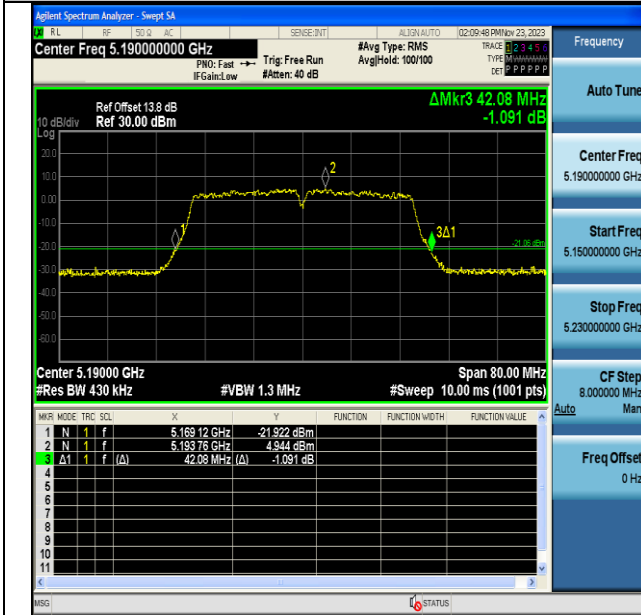 Agilent Spectrum Analyzer - Swept SA
RL RF 50 Ω AC SENSE:INT ALIGN AUTO 02:09:48 PM Nov 23, 2023
Center Freq 5.190000000 GHz
#Avg Type: RMS
Avg|Hold: 100/100
TRACE 1 2 3 4 5 6
TYPE M
DET P P P P P P
PNO: Fast
IFGain:Low
Trig: Free Run
#Atten: 40 dB
ΔMkr3 42.08 MHz
-1.091 dB
Ref Offset 13.8 dB
Ref 30.00 dBm
10 dB/div
Log
20.0
10.0
0.00
-10.0
-20.0
-30.0
-40.0
-50.0
-60.0
1
2
3Δ1
-21.06 dBm
Center 5.19000 GHz
Span 80.00 MHz
#Res BW 430 kHz
#VBW 1.3 MHz
#Sweep 10.00 ms (1001 pts)
MKR MODE TRC SCL X Y FUNCTION FUNCTION WIDTH FUNCTION VALUE
1 N 1 f 5.169 12 GHz -21.922 dBm
2 N 1 f 5.193 76 GHz 4.944 dBm
3 Δ1 1 f (Δ) 42.08 MHz (Δ) -1.091 dB
4
5
6
7
8
9
10
11
MSG
STATUS
Frequency
Auto Tune
Center Freq
5.19000000 GHz
Start Freq
5.15000000 GHz
Stop Freq
5.23000000 GHz
CF Step
8.000000 MHz
Auto Man
Freq Offset
0 Hz